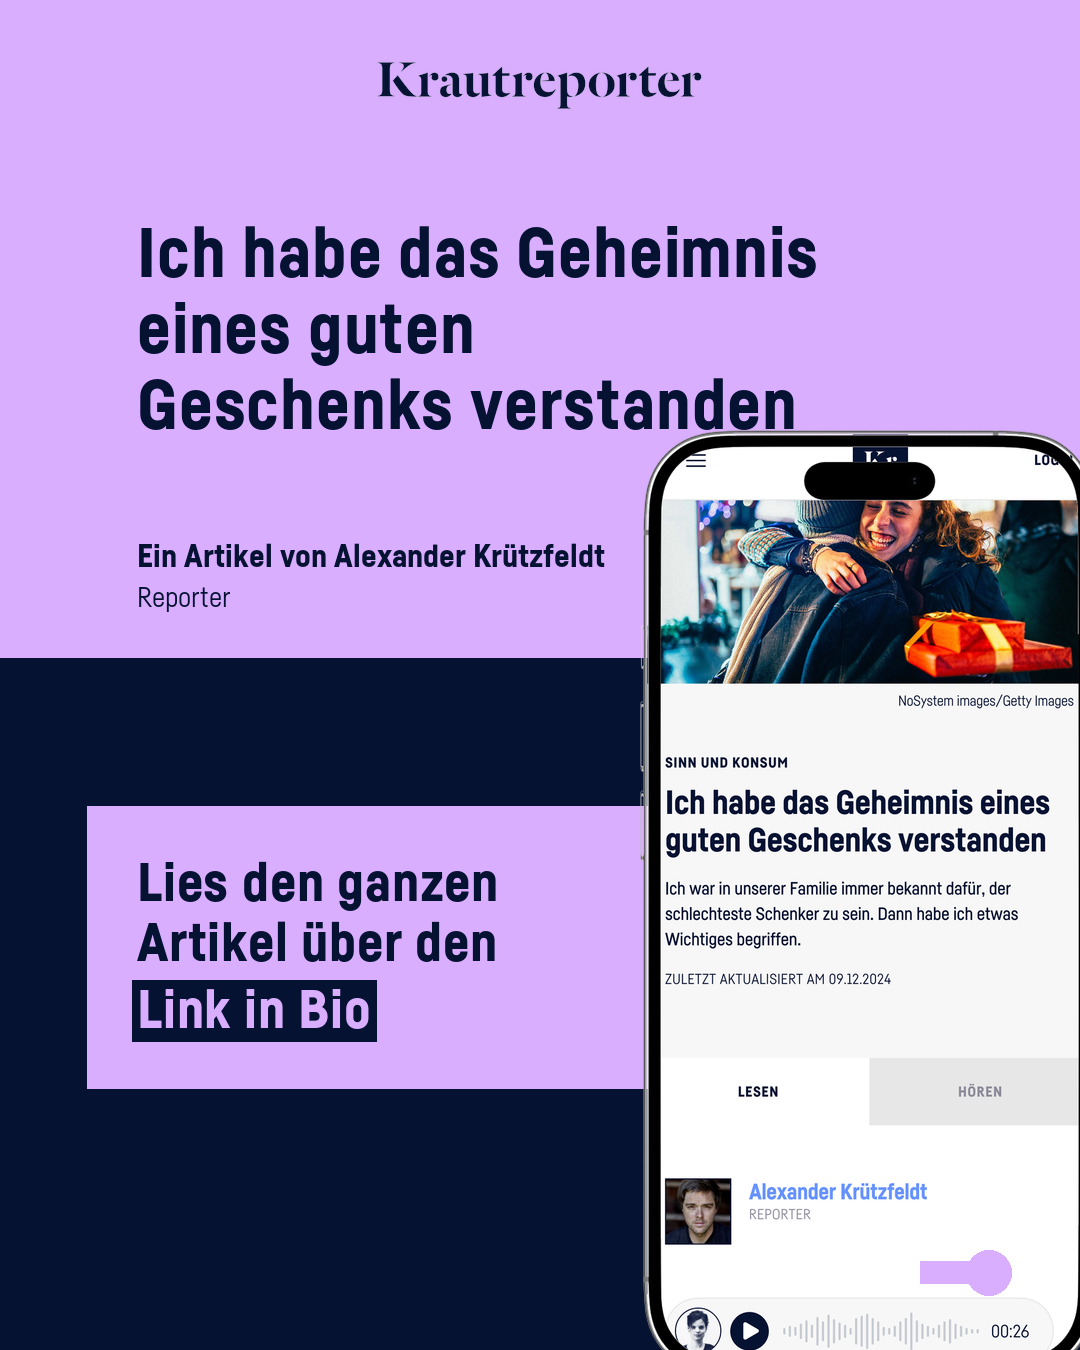 Krautreporter
Ich habe das Geheimnis
eines guten
Geschenks verstanden
Ein Artikel von Alexander Krützfeldt
Reporter
Lies den ganzen
Artikel über den
Link in Bio
Kr
NoSystem images/Getty Images
SINN UND KONSUM
Ich habe das Geheimnis eines
guten Geschenks verstanden
Ich war in unserer Familie immer bekannt dafür, der
schlechteste Schenker zu sein. Dann habe ich etwas
Wichtiges begriffen.
ZULETZT AKTUALISIERT AM 09.12.2024
LESEN
HÖREN
Alexander Krützfeldt
REPORTER
00:26